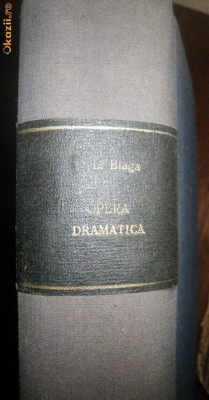 Okazii.ro
L. Blaga
OPERA
DRAMATICA